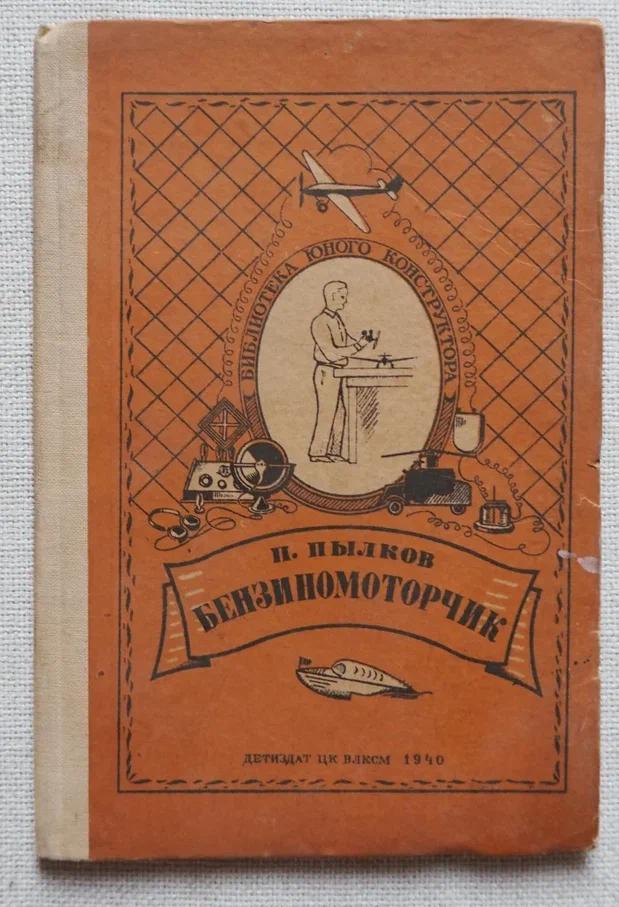 БИБЛИОТЕКА ЮНОГО КОНСТРУКТОРА
П. ПЫЛКОВ
БЕНЗИНОМОТОРЧИК
ДЕТИЗДАТ ЦК ВЛКСМ 1940